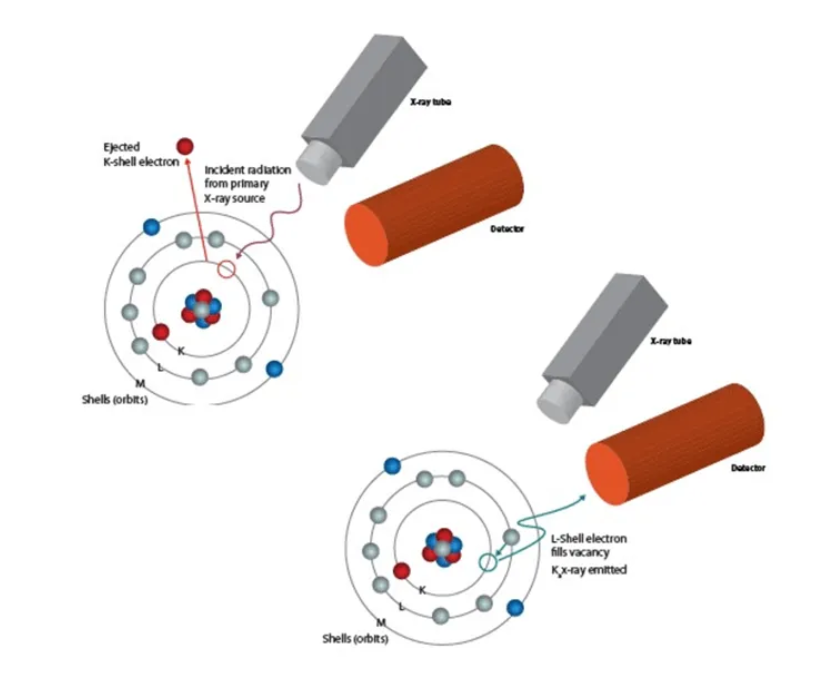 X-ray tube
Ejected
K-shell electron
Incident radiation
from primary
X-ray source
Detector
K
L
M
Shells (orbits)
X-ray tube
Detector
L-Shell electron
fills vacancy
Kα x-ray emitted
K
L
M
Shells (orbits)